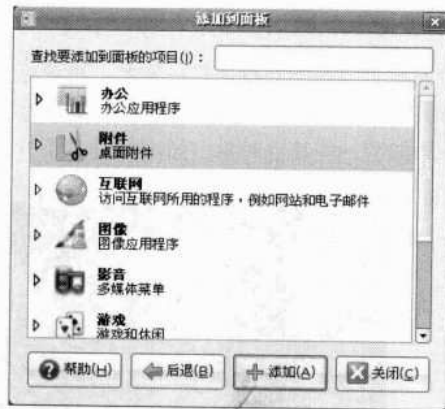 添加到面板
查找要添加到面板的项目(I)：
办公
办公应用程序
附件
桌面附件
互联网
访问互联网所用的程序，例如网站和电子邮件
图像
图像应用程序
影音
多媒体菜单
游戏
游戏和休闲
帮助(H)
后退(B)
添加(A)
关闭(C)